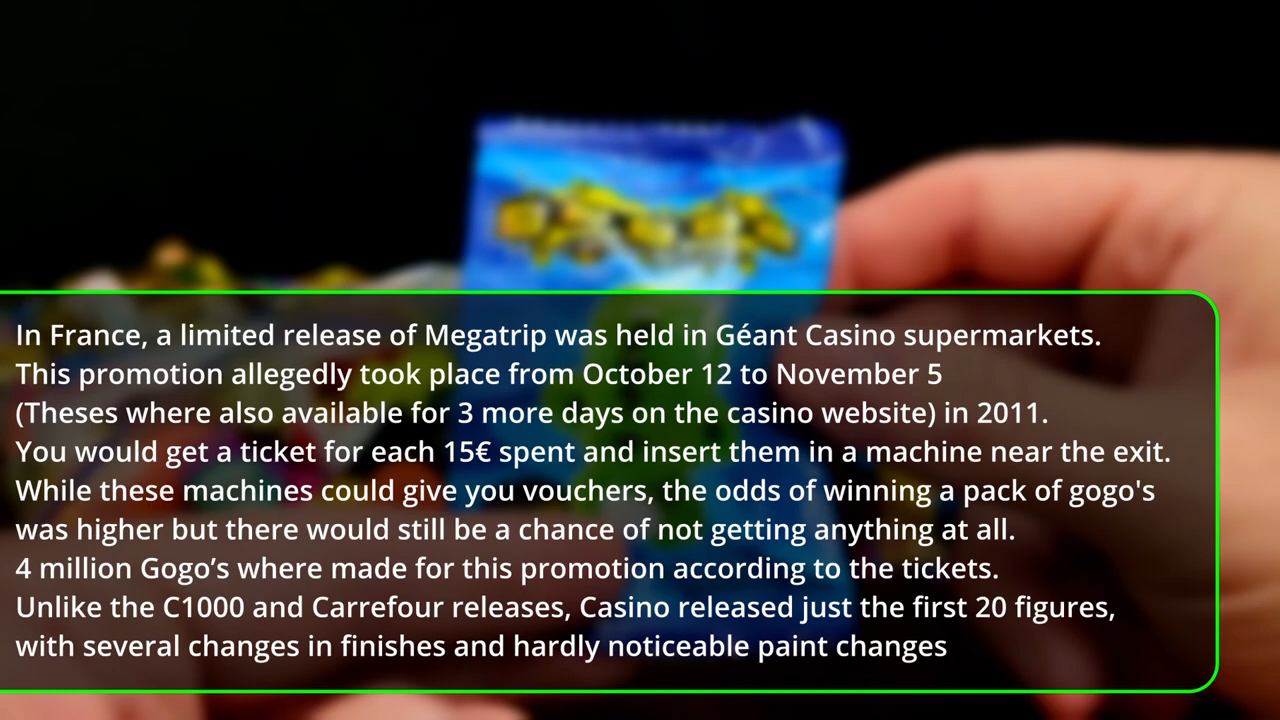 In France, a limited release of Megatrip was held in Géant Casino supermarkets.
This promotion allegedly took place from October 12 to November 5
(Theses where also available for 3 more days on the casino website) in 2011.
You would get a ticket for each 15€ spent and insert them in a machine near the exit.
While these machines could give you vouchers, the odds of winning a pack of gogo's
was higher but there would still be a chance of not getting anything at all.
4 million Gogo’s where made for this promotion according to the tickets.
Unlike the C1000 and Carrefour releases, Casino released just the first 20 figures,
with several changes in finishes and hardly noticeable paint changes